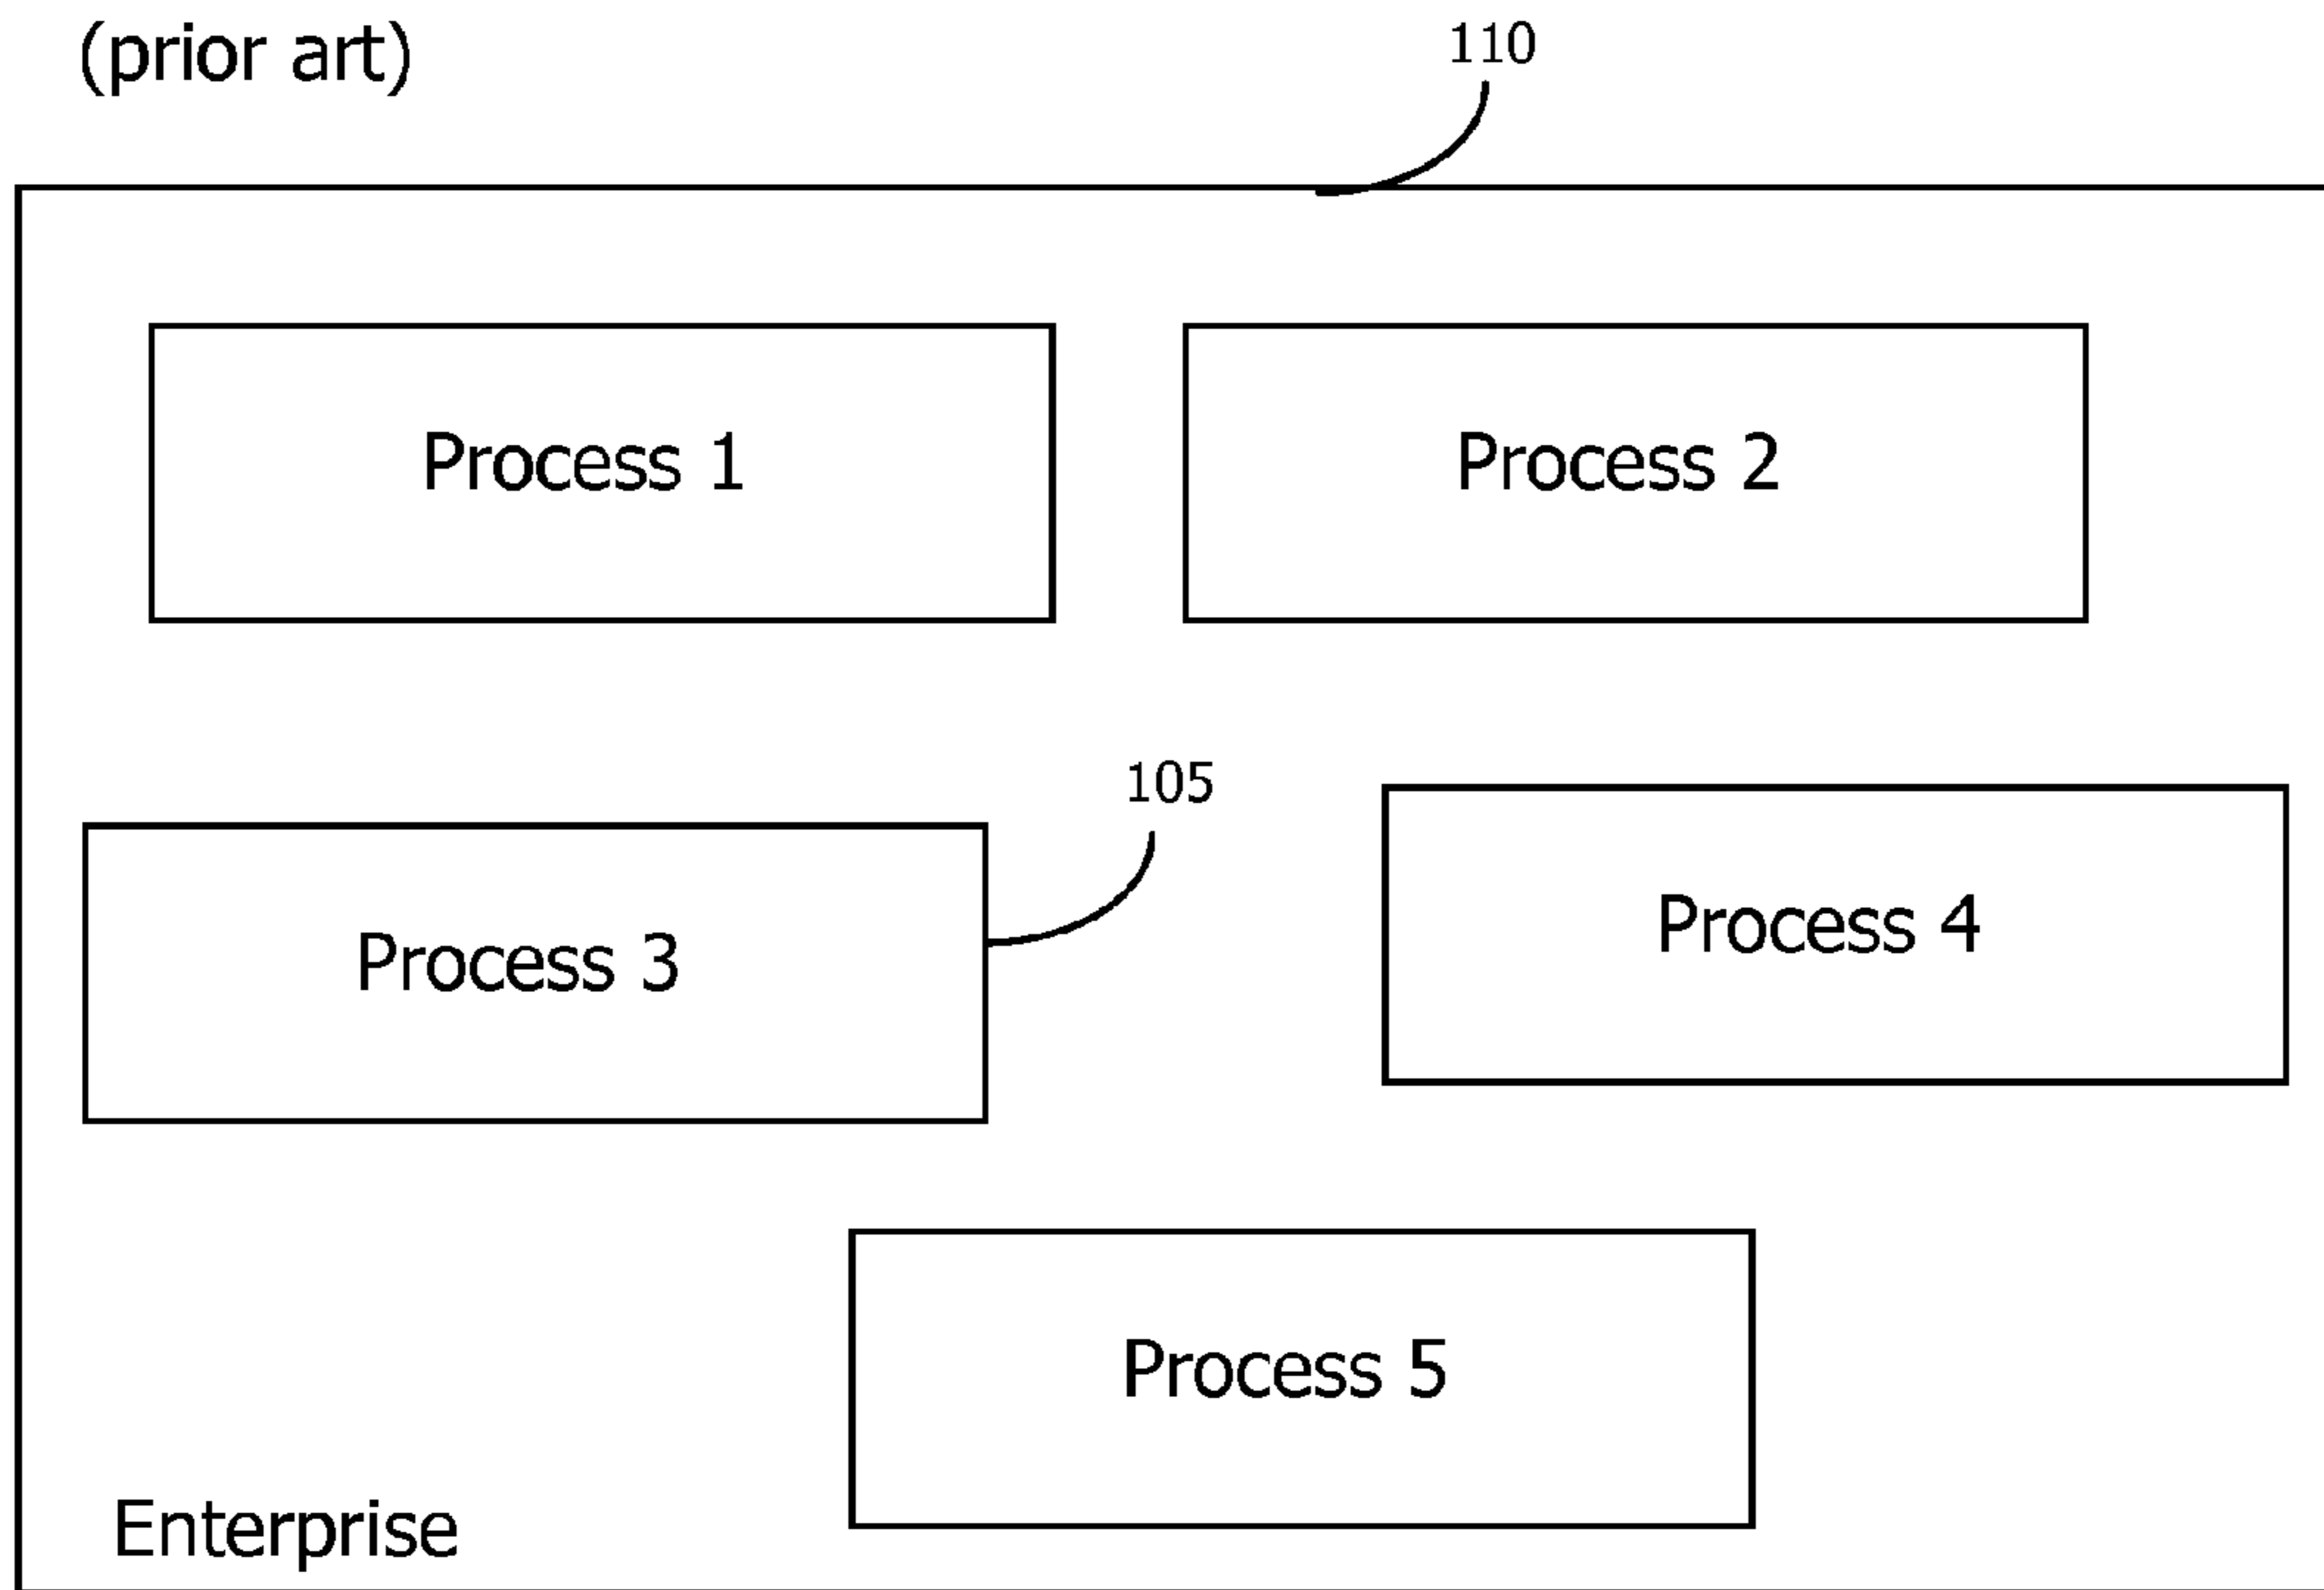 (prior art)
110
Process 1
Process 2
105
Process 3
Process 4
Process 5
Enterprise